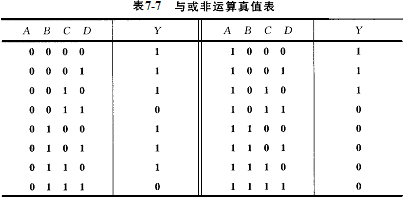 表7-7 与或非运算真值表
A B C D Y A B C D Y
0 0 0 0 1 1 0 0 0 1
0 0 0 1 1 1 0 0 1 1
0 0 1 0 1 1 0 1 0 1
0 0 1 1 0 1 0 1 1 0
0 1 0 0 1 1 1 0 0 0
0 1 0 1 1 1 1 0 1 0
0 1 1 0 1 1 1 1 0 0
0 1 1 1 0 1 1 1 1 0